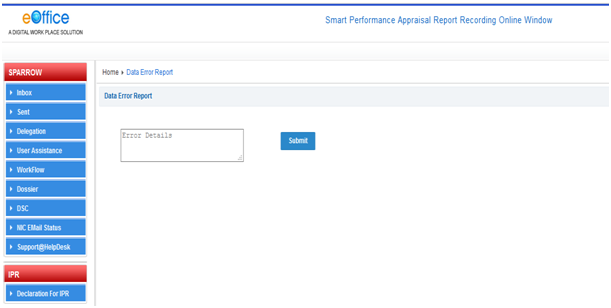 eOffice
A DIGITAL WORK PLACE SOLUTION
Smart Performance Appraisal Report Recording Online Window
SPARROW
Inbox
Sent
Delegation
User Assistance
WorkFlow
Dossier
DSC
NIC EMail Status
Support@HelpDesk
IPR
Declaration For IPR
Home Data Error Report
Data Error Report
Error Details
Submit